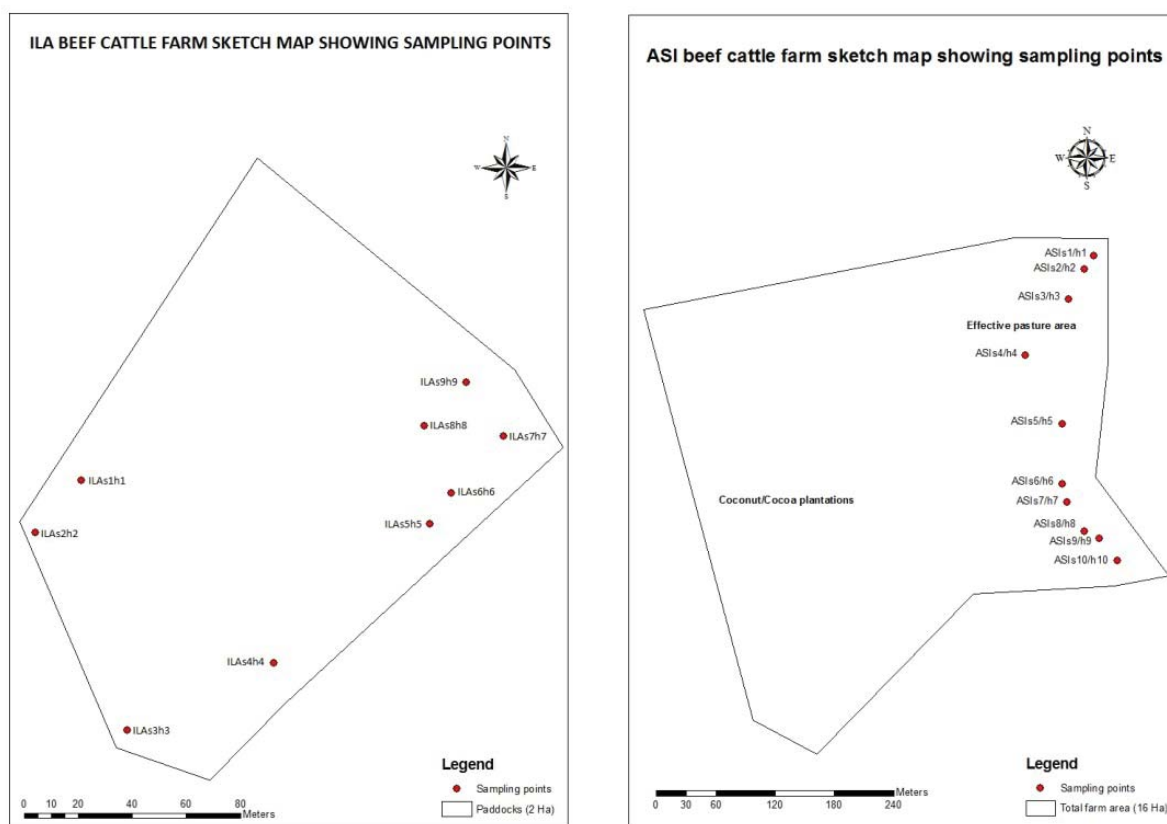 ILA BEEF CATTLE FARM SKETCH MAP SHOWING SAMPLING POINTS
N
W
E
S
ILAs9h9
ILAs8h8
ILAs7h7
ILAs1h1
ILAs6h6
ILAs5h5
ILAs2h2
ILAs4h4
ILAs3h3
Legend
Sampling points
Paddocks (2 Ha)
0 10 20 40 60 80
Meters
ASI beef cattle farm sketch map showing sampling points
N
W
E
S
ASIs1/h1
ASIs2/h2
ASIs3/h3
Effective pasture area
ASIs4/h4
ASIs5/h5
ASIs6/h6
Coconut/Cocoa plantations
ASIs7/h7
ASIs8/h8
ASIs9/h9
ASIs10/h10
Legend
Sampling points
Total farm area (16 Ha)
Meters
0 30 60 120 180 240